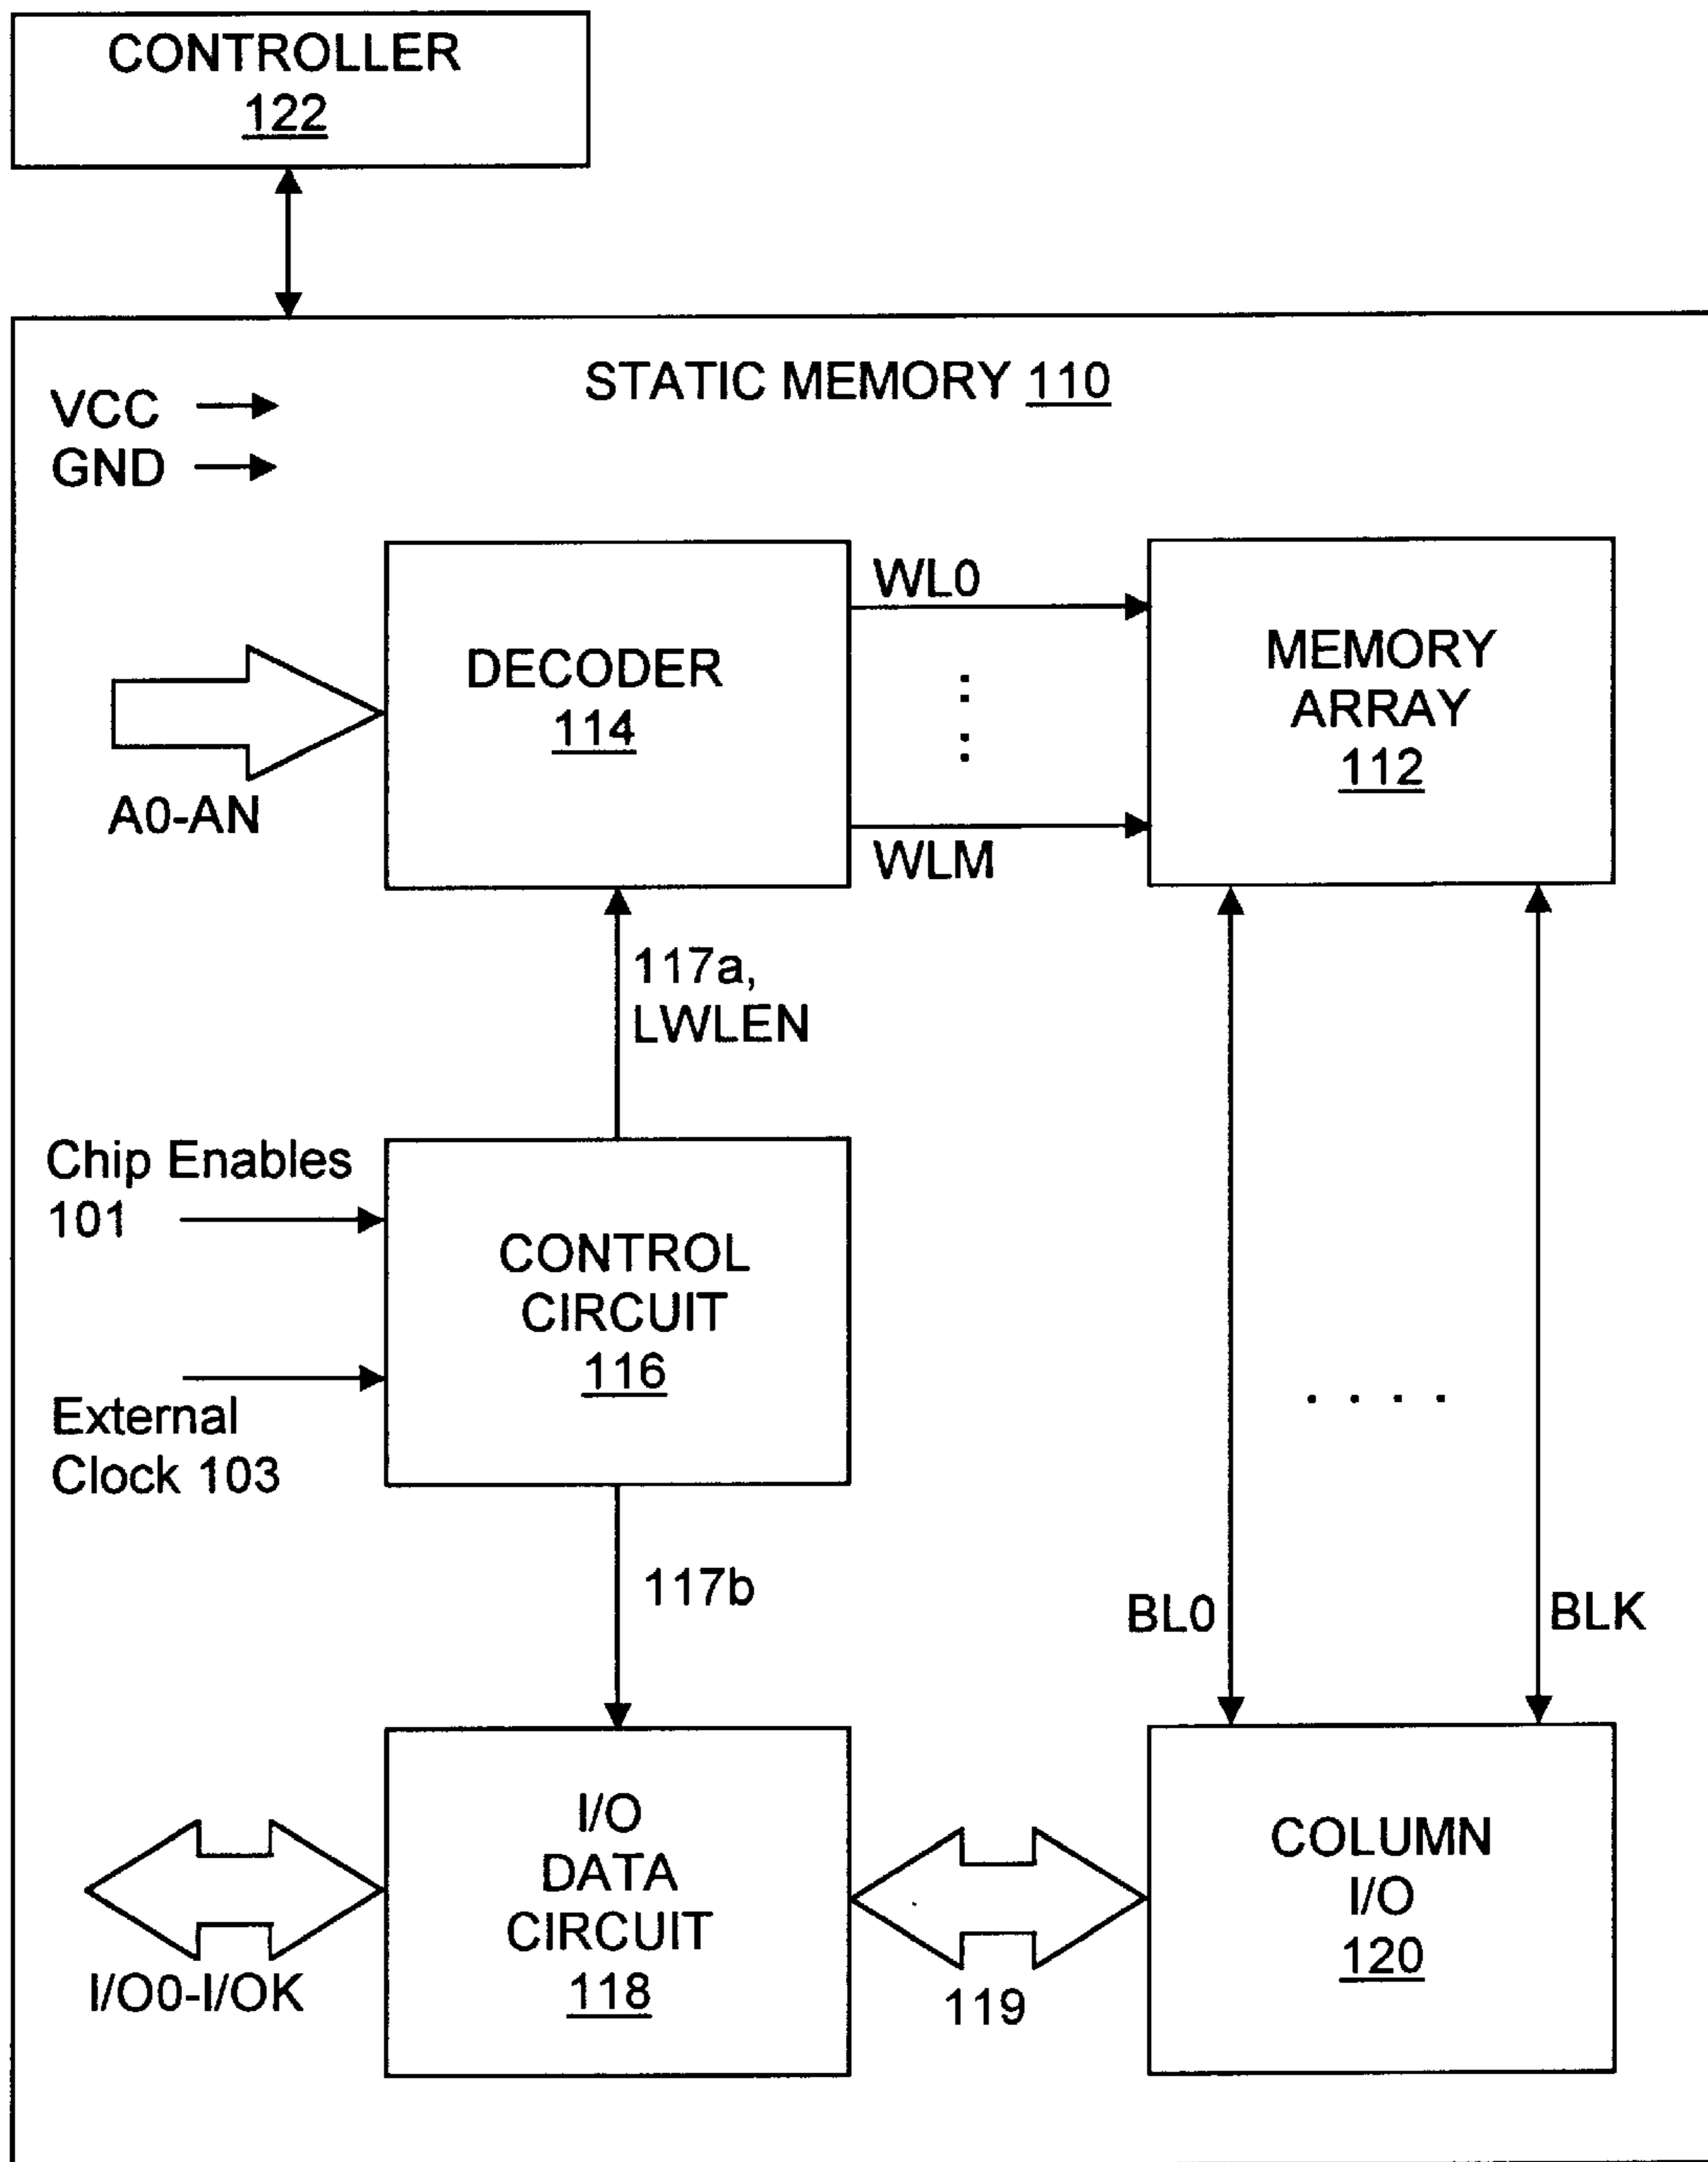 CONTROLLER
122
STATIC MEMORY 110
VCC
GND
DECODER
114
WL0
WLM
MEMORY
ARRAY
112
A0-AN
117a,
LWLEN
Chip Enables
101
CONTROL
CIRCUIT
116
External
Clock 103
117b
BL0
BLK
I/O
DATA
CIRCUIT
118
I/O0-I/OK
119
COLUMN
I/O
120